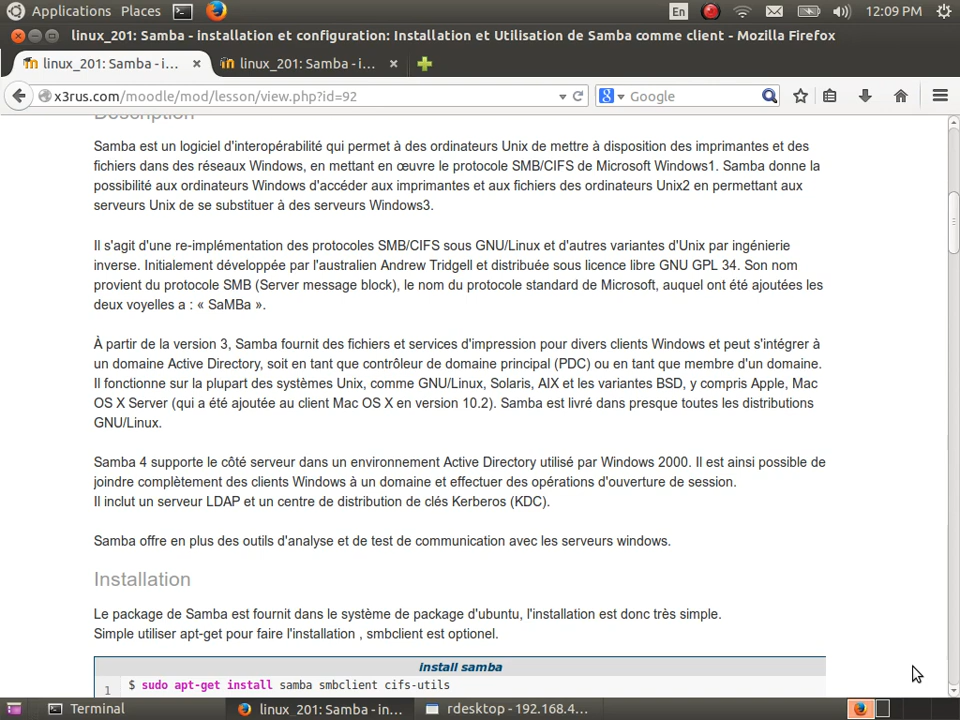 Applications Places En 12:09 PM
linux_201: Samba - installation et configuration: Installation et Utilisation de Samba comme client - Mozilla Firefox
linux_201: Samba - i... linux_201: Samba - i...
x3rus.com/moodle/mod/lesson/view.php?id=92 Google
Description
Samba est un logiciel d'interopérabilité qui permet à des ordinateurs Unix de mettre à disposition des imprimantes et des
fichiers dans des réseaux Windows, en mettant en œuvre le protocole SMB/CIFS de Microsoft Windows1. Samba donne la
possibilité aux ordinateurs Windows d'accéder aux imprimantes et aux fichiers des ordinateurs Unix2 en permettant aux
serveurs Unix de se substituer à des serveurs Windows3.
Il s'agit d'une re-implémentation des protocoles SMB/CIFS sous GNU/Linux et d'autres variantes d'Unix par ingénierie
inverse. Initialement développée par l'australien Andrew Tridgell et distribuée sous licence libre GNU GPL 34. Son nom
provient du protocole SMB (Server message block), le nom du protocole standard de Microsoft, auquel ont été ajoutées les
deux voyelles a : « SaMBa ».
À partir de la version 3, Samba fournit des fichiers et services d'impression pour divers clients Windows et peut s'intégrer à
un domaine Active Directory, soit en tant que contrôleur de domaine principal (PDC) ou en tant que membre d'un domaine.
Il fonctionne sur la plupart des systèmes Unix, comme GNU/Linux, Solaris, AIX et les variantes BSD, y compris Apple, Mac
OS X Server (qui a été ajoutée au client Mac OS X en version 10.2). Samba est livré dans presque toutes les distributions
GNU/Linux.
Samba 4 supporte le côté serveur dans un environnement Active Directory utilisé par Windows 2000. Il est ainsi possible de
joindre complètement des clients Windows à un domaine et effectuer des opérations d'ouverture de session.
Il inclut un serveur LDAP et un centre de distribution de clés Kerberos (KDC).
Samba offre en plus des outils d'analyse et de test de communication avec les serveurs windows.
Installation
Le package de Samba est fournit dans le système de package d'ubuntu, l'installation est donc très simple.
Simple utiliser apt-get pour faire l'installation , smbclient est optionel.
install samba
1 $ sudo apt-get install samba smbclient cifs-utils
Terminal linux_201: Samba - in... rdesktop - 192.168.4...